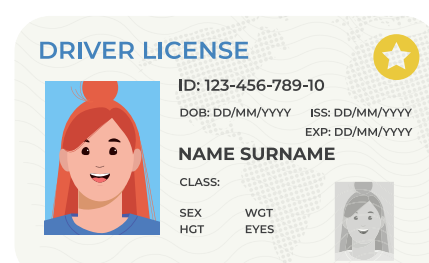 DRIVER LICENSE
ID: 123-456-789-10
DOB: DD/MM/YYYY ISS: DD/MM/YYYY
EXP: DD/MM/YYYY
NAME SURNAME
CLASS:
SEX WGT
HGT EYES